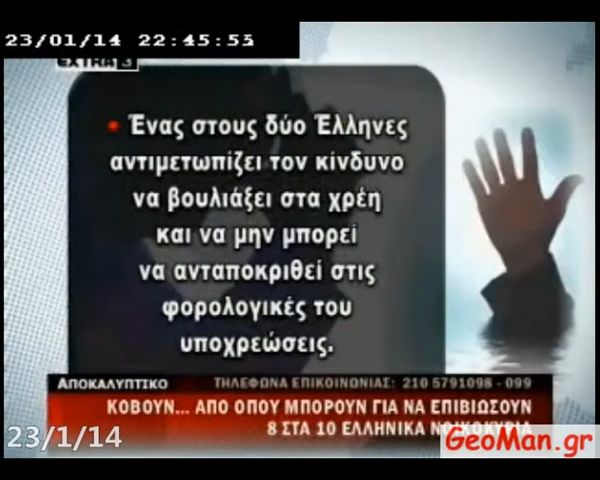 23/01/14 22:45:53
EXTRA 3
• Ένας στους δύο Έλληνες
αντιμετωπίζει τον κίνδυνο
να βουλιάξει στα χρέη
και να μην μπορεί
να ανταποκριθεί στις
φορολογικές του
υποχρεώσεις.
ΑΠΟΚΑΛΥΠΤΙΚΟ
ΤΗΛΕΦΩΝΑ ΕΠΙΚΟΙΝΩΝΙΑΣ: 210 5791098 - 099
ΚΟΒΟΥΝ... ΑΠΟ ΟΠΟΥ ΜΠΟΡΟΥΝ ΓΙΑ ΝΑ ΕΠΙΒΙΩΣΟΥΝ
8 ΣΤΑ 10 ΕΛΛΗΝΙΚΑ ΝΟΙΚΟΚΥΡΙΑ
23/1/14
GeoMan.gr